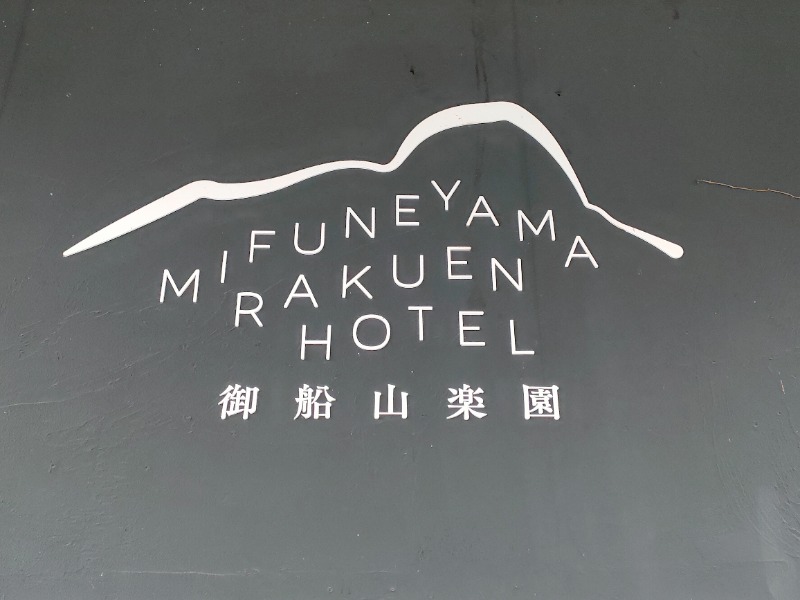 MIFUNEYAMA
RAKUEN
HOTEL
御船山楽園